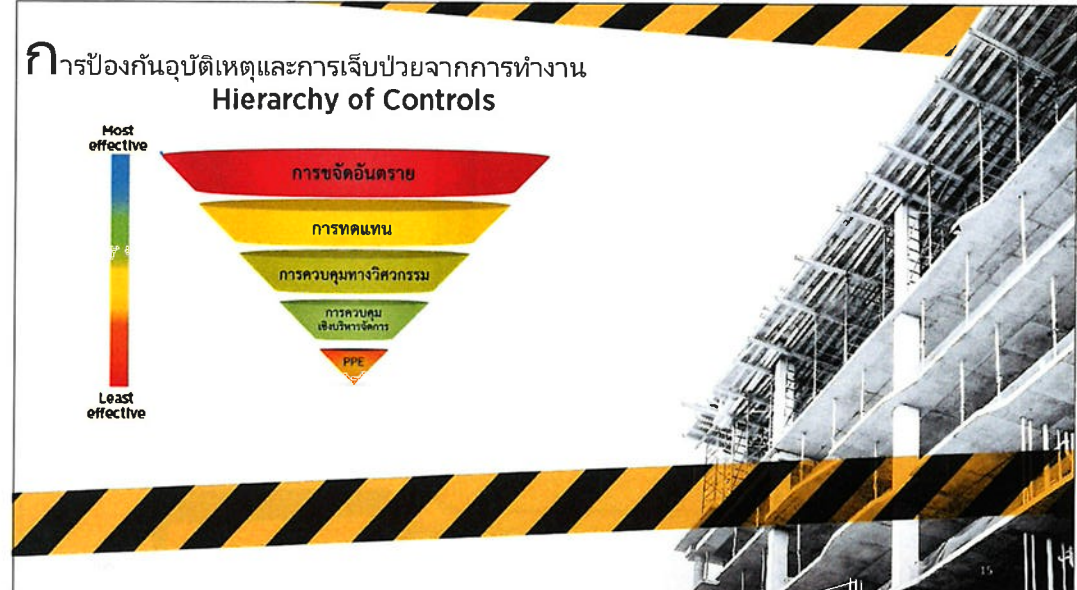 การป้องกันอุบัติเหตุและการเจ็บป่วยจากการทำงาน
Hierarchy of Controls
Most
effective
การขจัดอันตราย
การทดแทน
การควบคุมทางวิศวกรรม
การควบคุม
เชิงบริหารจัดการ
PPE
Least
effective
15